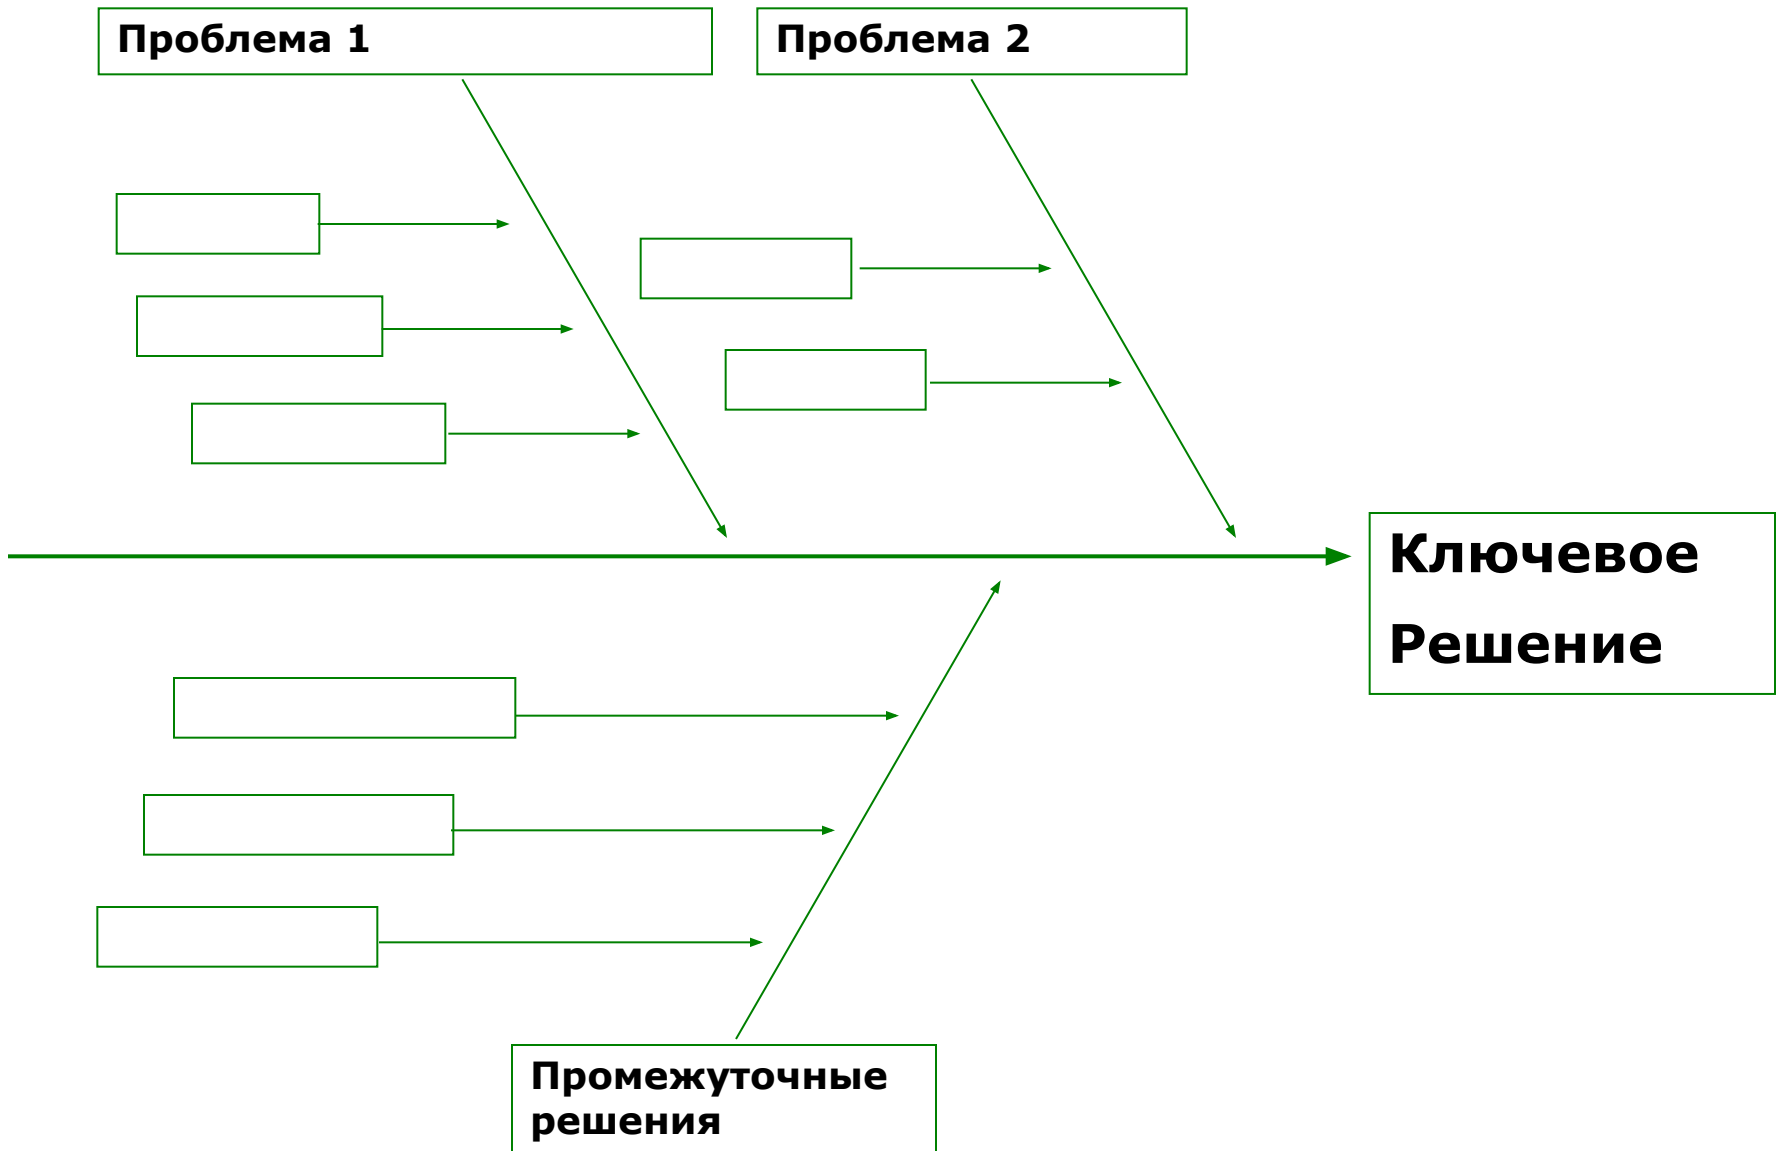 Проблема 1
Проблема 2
Ключевое
Решение
Промежуточные
решения